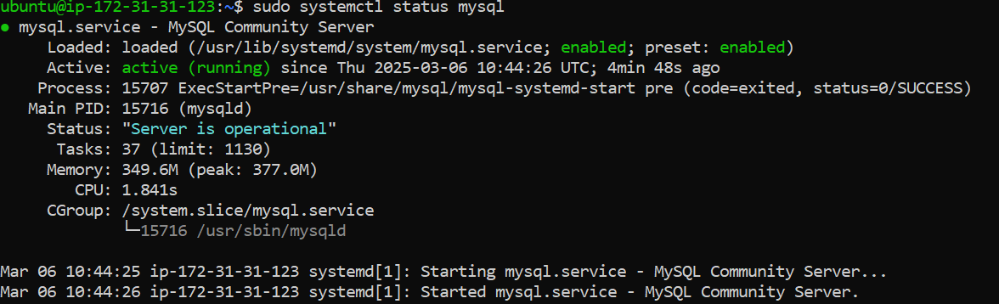 ubuntu@ip-172-31-31-123:~$ sudo systemctl status mysql
● mysql.service - MySQL Community Server
     Loaded: loaded (/usr/lib/systemd/system/mysql.service; enabled; preset: enabled)
     Active: active (running) since Thu 2025-03-06 10:44:26 UTC; 4min 48s ago
    Process: 15707 ExecStartPre=/usr/share/mysql/mysql-systemd-start pre (code=exited, status=0/SUCCESS)
   Main PID: 15716 (mysqld)
     Status: "Server is operational"
      Tasks: 37 (limit: 1130)
     Memory: 349.6M (peak: 377.0M)
        CPU: 1.841s
     CGroup: /system.slice/mysql.service
             └─15716 /usr/sbin/mysqld
Mar 06 10:44:25 ip-172-31-31-123 systemd[1]: Starting mysql.service - MySQL Community Server...
Mar 06 10:44:26 ip-172-31-31-123 systemd[1]: Started mysql.service - MySQL Community Server.